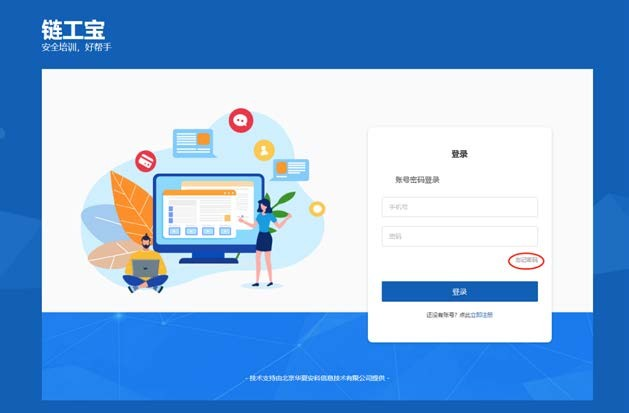 链工宝
安全培训，好帮手
登录
账号密码登录
手机号
密码
忘记密码
登录
还没有账号？点此立即注册
- 技术支持由北京华夏安科信息技术有限公司提供 -